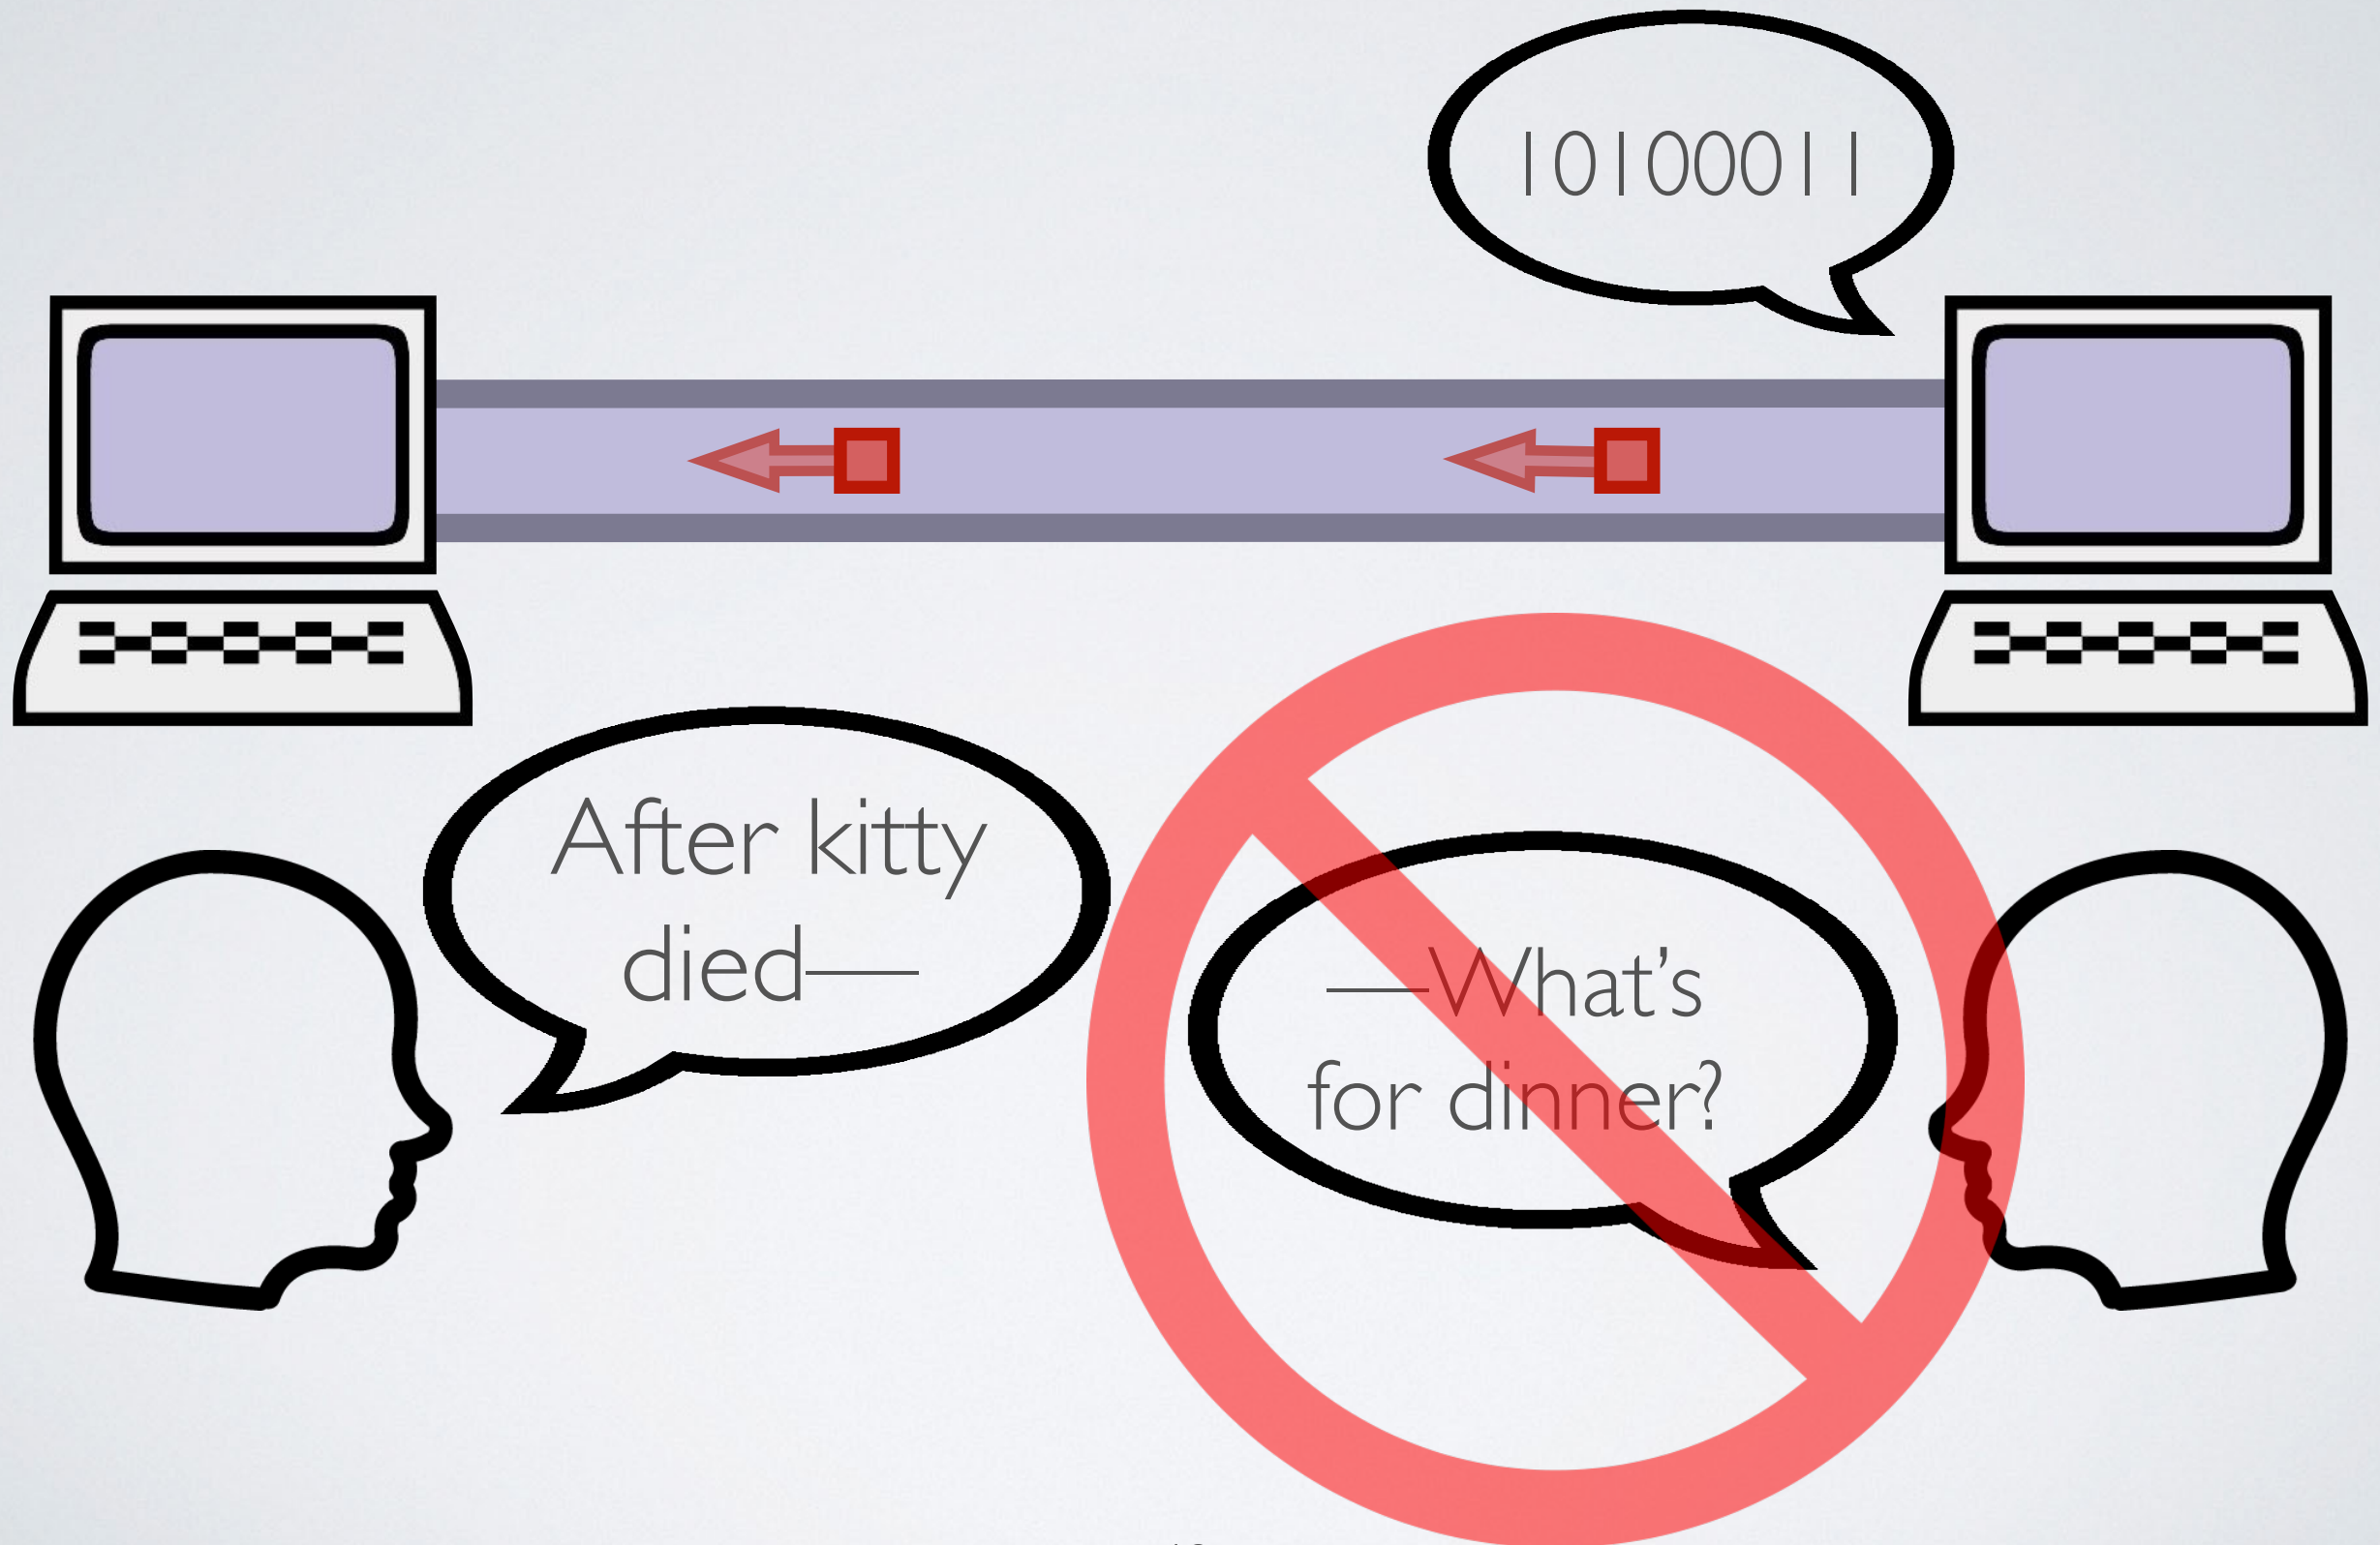 10100011
After kitty
died—
—What's
for dinner?